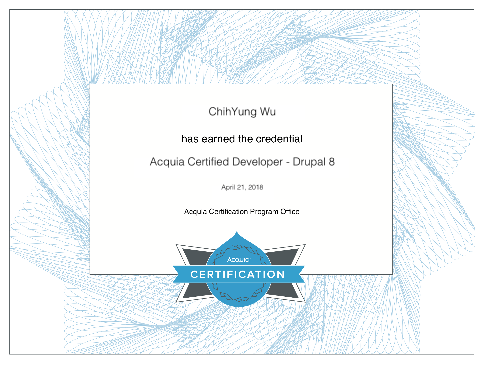 ChihYung Wu
has earned the credential
Acquia Certified Developer - Drupal 8
April 21, 2018
Acquia Certification Program Office
ACQUIA
CERTIFICATION